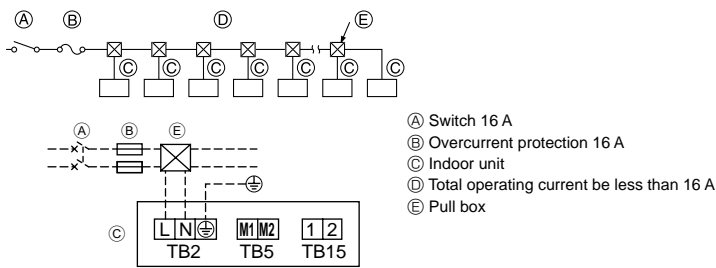 Ⓐ Ⓑ Ⓓ Ⓔ
Ⓒ Ⓒ Ⓒ Ⓒ Ⓒ Ⓒ Ⓒ
Ⓐ Ⓑ Ⓔ
Ⓒ L N M1 M2 1 2
TB2 TB5 TB15
Ⓐ Switch 16 A
Ⓑ Overcurrent protection 16 A
Ⓒ Indoor unit
Ⓓ Total operating current be less than 16 A
Ⓔ Pull box